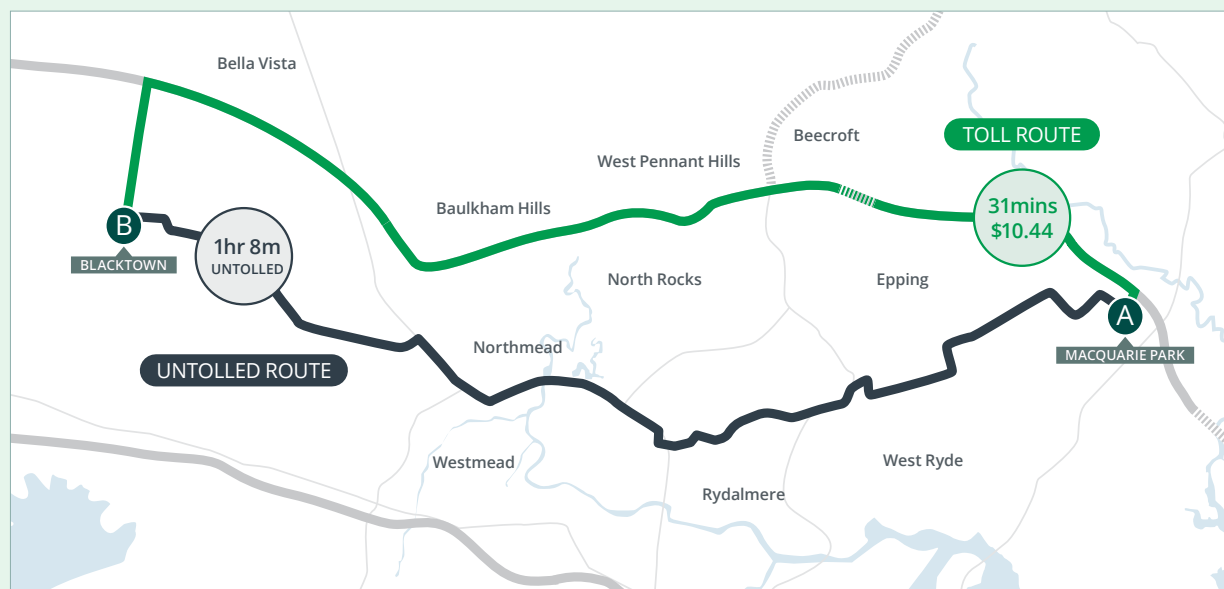 Bella Vista
Beecroft
TOLL ROUTE
West Pennant Hills
Baulkham Hills
31mins
$10.44
B
BLACKTOWN
1hr 8m
UNTOLLED
North Rocks
Epping
A
MACQUARIE PARK
Northmead
UNTOLLED ROUTE
Westmead
West Ryde
Rydalmere